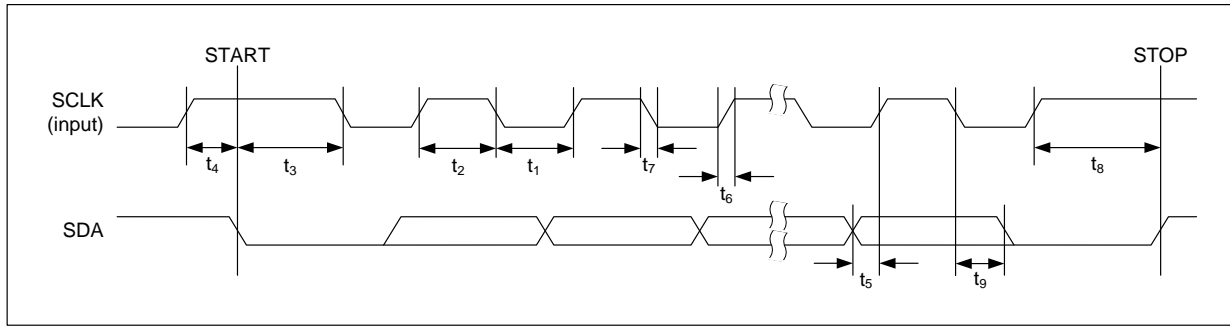 START STOP
SCLK
(input)
t4 t3 t2 t1 t7 t6 t8
SDA
t5 t9